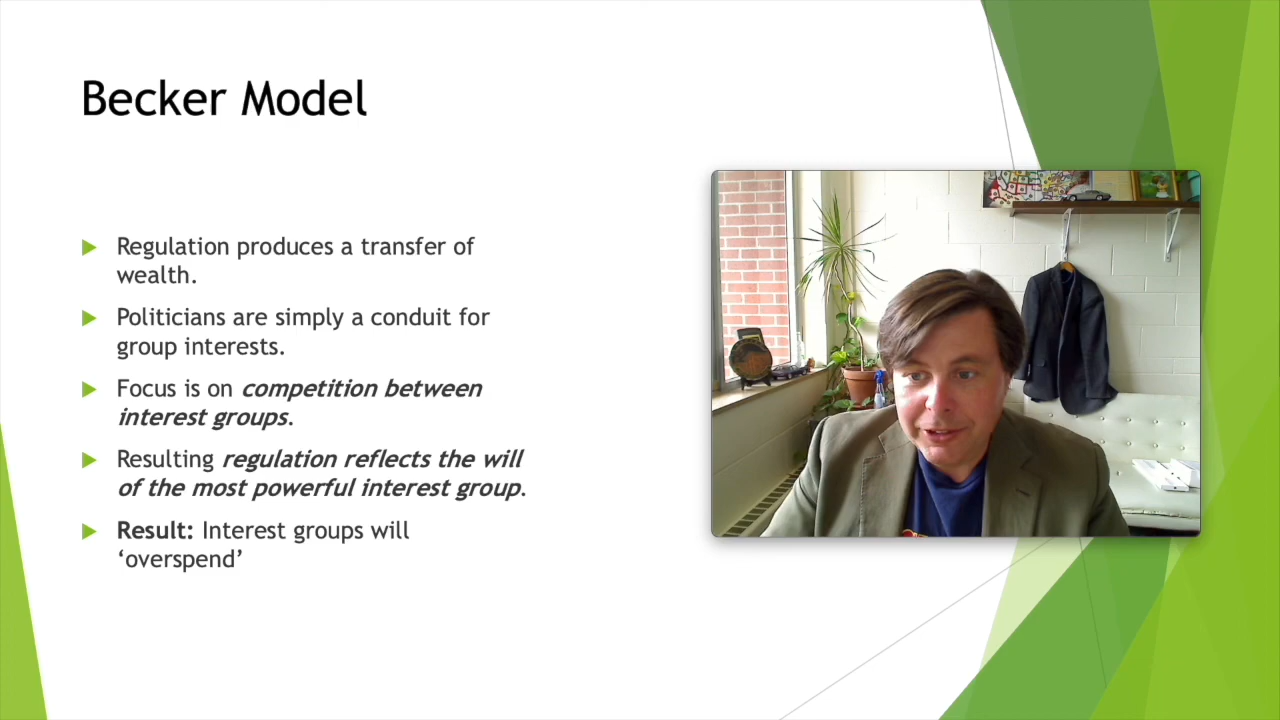 Becker Model
Regulation produces a transfer of
wealth.
Politicians are simply a conduit for
group interests.
Focus is on competition between
interest groups.
Resulting regulation reflects the will
of the most powerful interest group.
Result: Interest groups will
‘overspend’